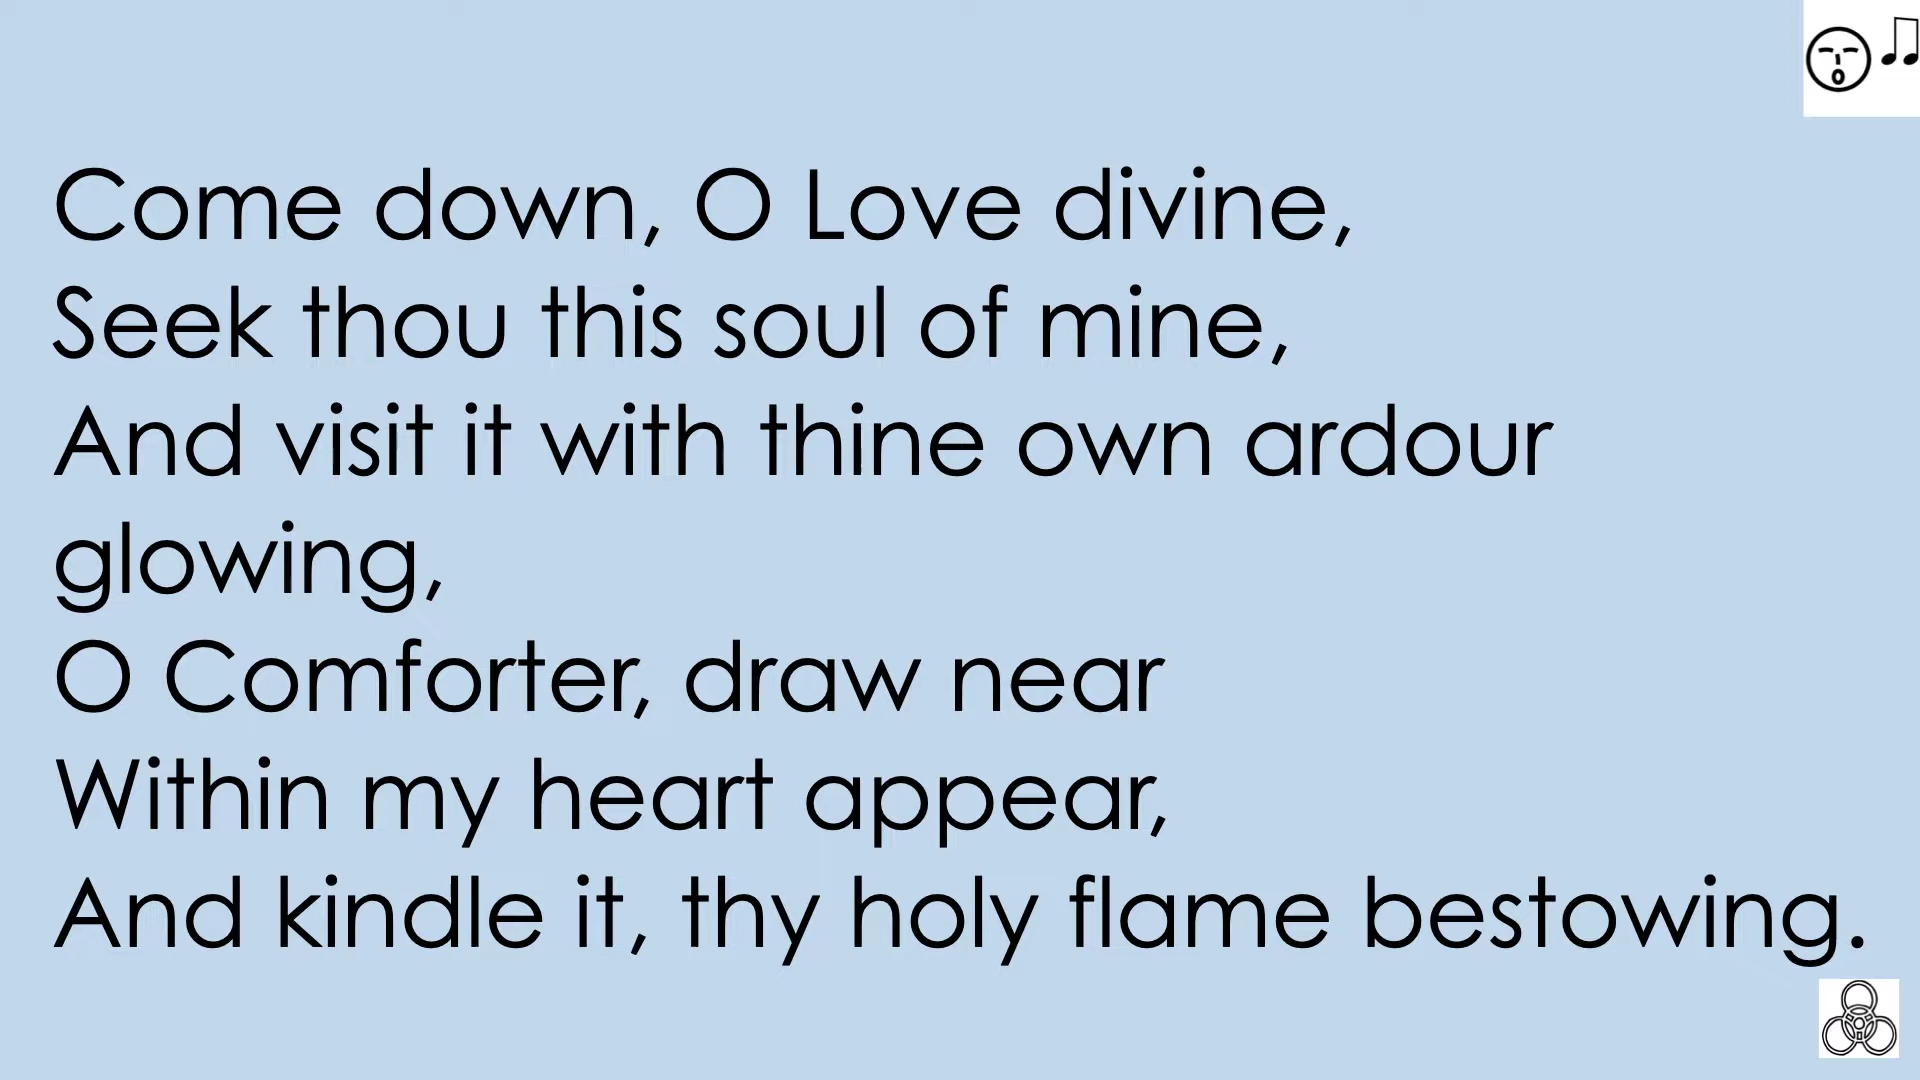 Come down, O Love divine,
Seek thou this soul of mine,
And visit it with thine own ardour
glowing,
O Comforter, draw near
Within my heart appear,
And kindle it, thy holy flame bestowing.